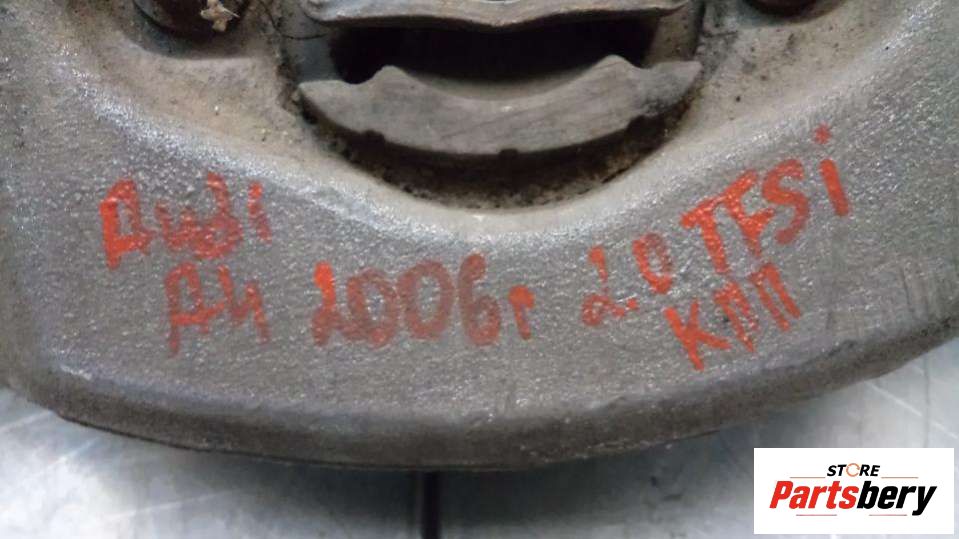 Audi
A4 2006г 2.0 TFSi
КПП
STORE
Partsbery